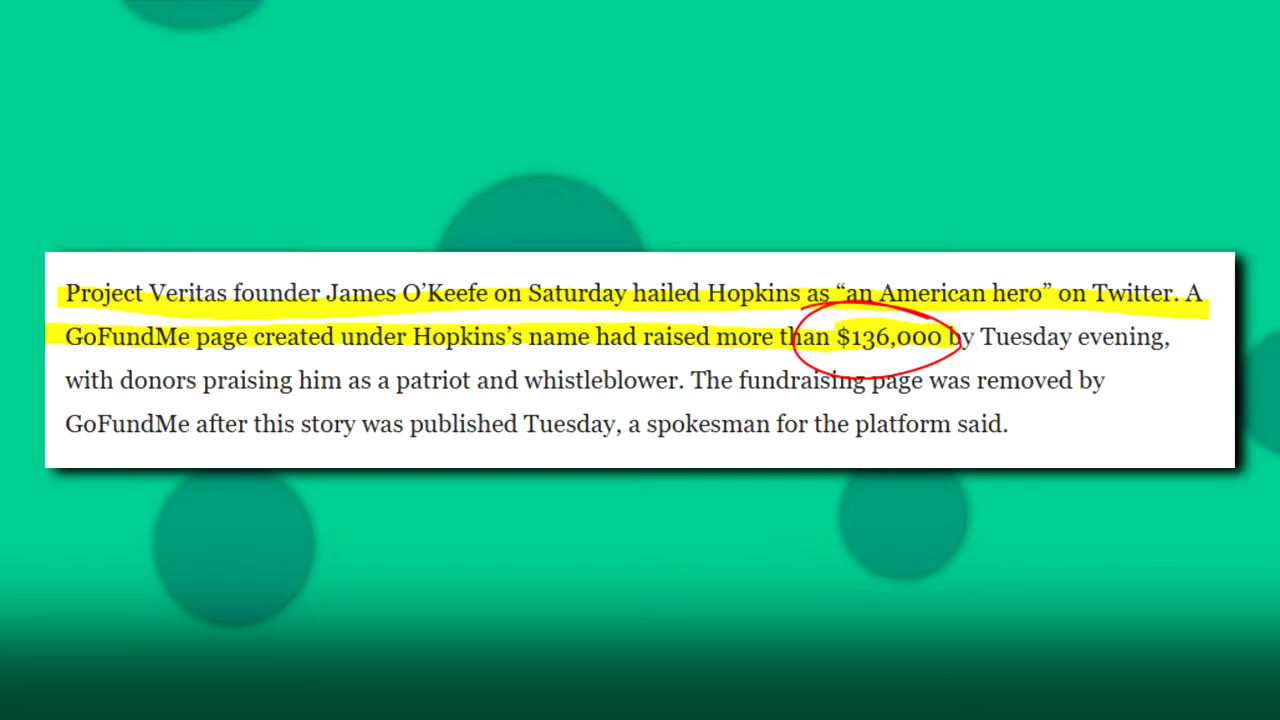 Project Veritas founder James O’Keefe on Saturday hailed Hopkins as “an American hero” on Twitter. A
GoFundMe page created under Hopkins’s name had raised more than $136,000 by Tuesday evening,
with donors praising him as a patriot and whistleblower. The fundraising page was removed by
GoFundMe after this story was published Tuesday, a spokesman for the platform said.